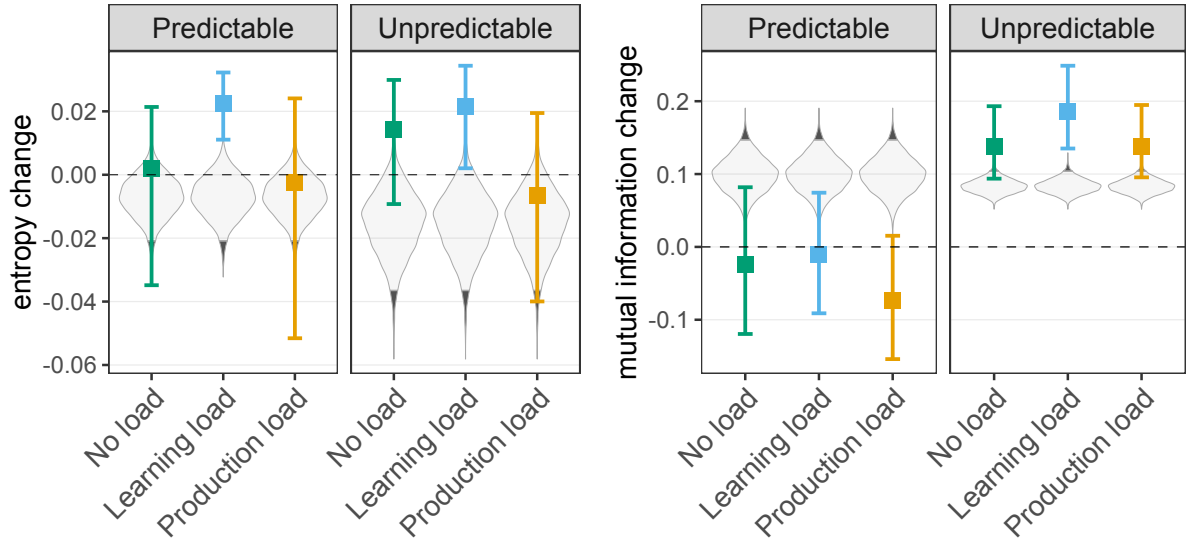 Predictable
Unpredictable
entropy change
0.02
0.00
-0.02
-0.04
-0.06
No load
Learning load
Production load
No load
Learning load
Production load
Predictable
Unpredictable
mutual information change
0.2
0.1
0.0
-0.1
No load
Learning load
Production load
No load
Learning load
Production load